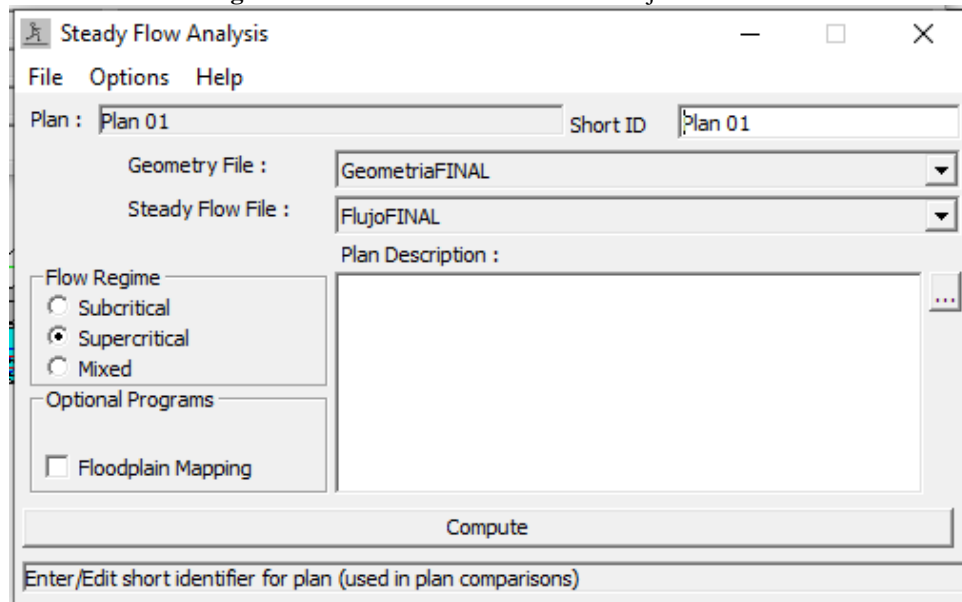 Steady Flow Analysis
File Options Help
Plan : Plan 01 Short ID Plan 01
Geometry File : GeometriaFINAL
Steady Flow File : FlujoFINAL
Plan Description :
Flow Regime
Subcritical
Supercritical
Mixed
...
Optional Programs
Floodplain Mapping
Compute
Enter/Edit short identifier for plan (used in plan comparisons)